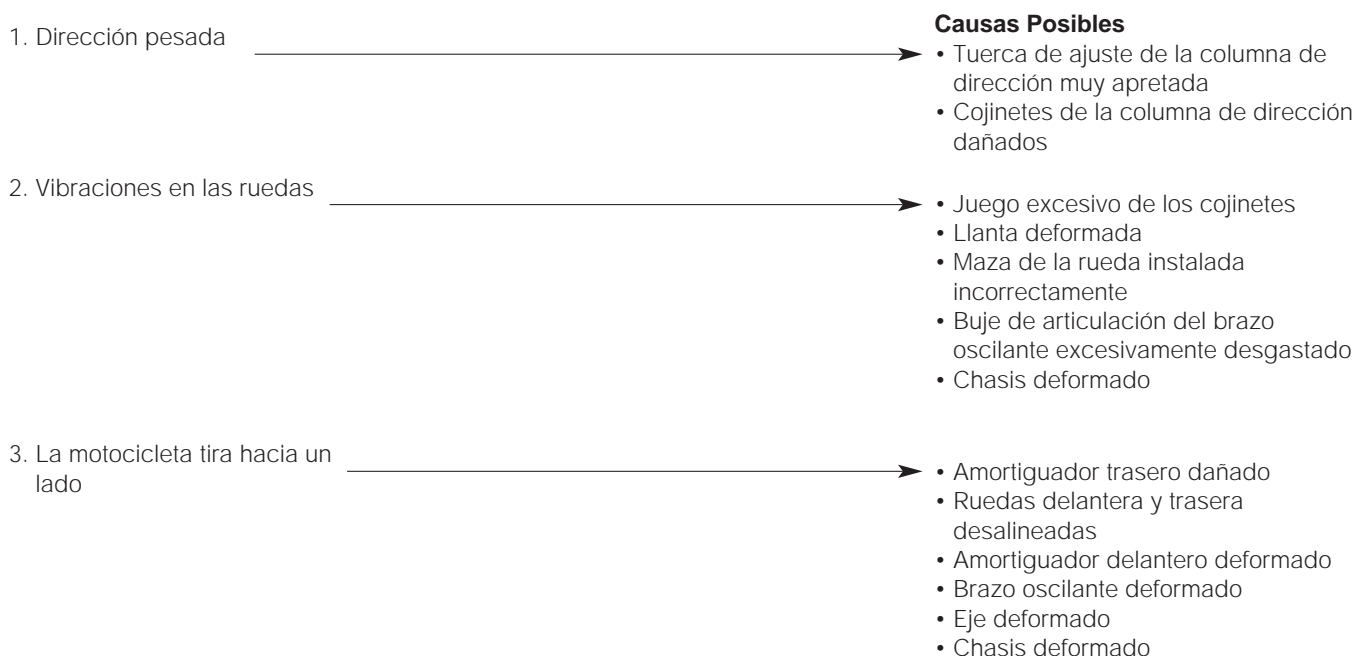 1. Dirección pesada
Causas Posibles
• Tuerca de ajuste de la columna de
dirección muy apretada
• Cojinetes de la columna de dirección
dañados
2. Vibraciones en las ruedas
• Juego excesivo de los cojinetes
• Llanta deformada
• Maza de la rueda instalada
incorrectamente
• Buje de articulación del brazo
oscilante excesivamente desgastado
• Chasis deformado
3. La motocicleta tira hacia un
lado
• Amortiguador trasero dañado
• Ruedas delantera y trasera
desalineadas
• Amortiguador delantero deformado
• Brazo oscilante deformado
• Eje deformado
• Chasis deformado